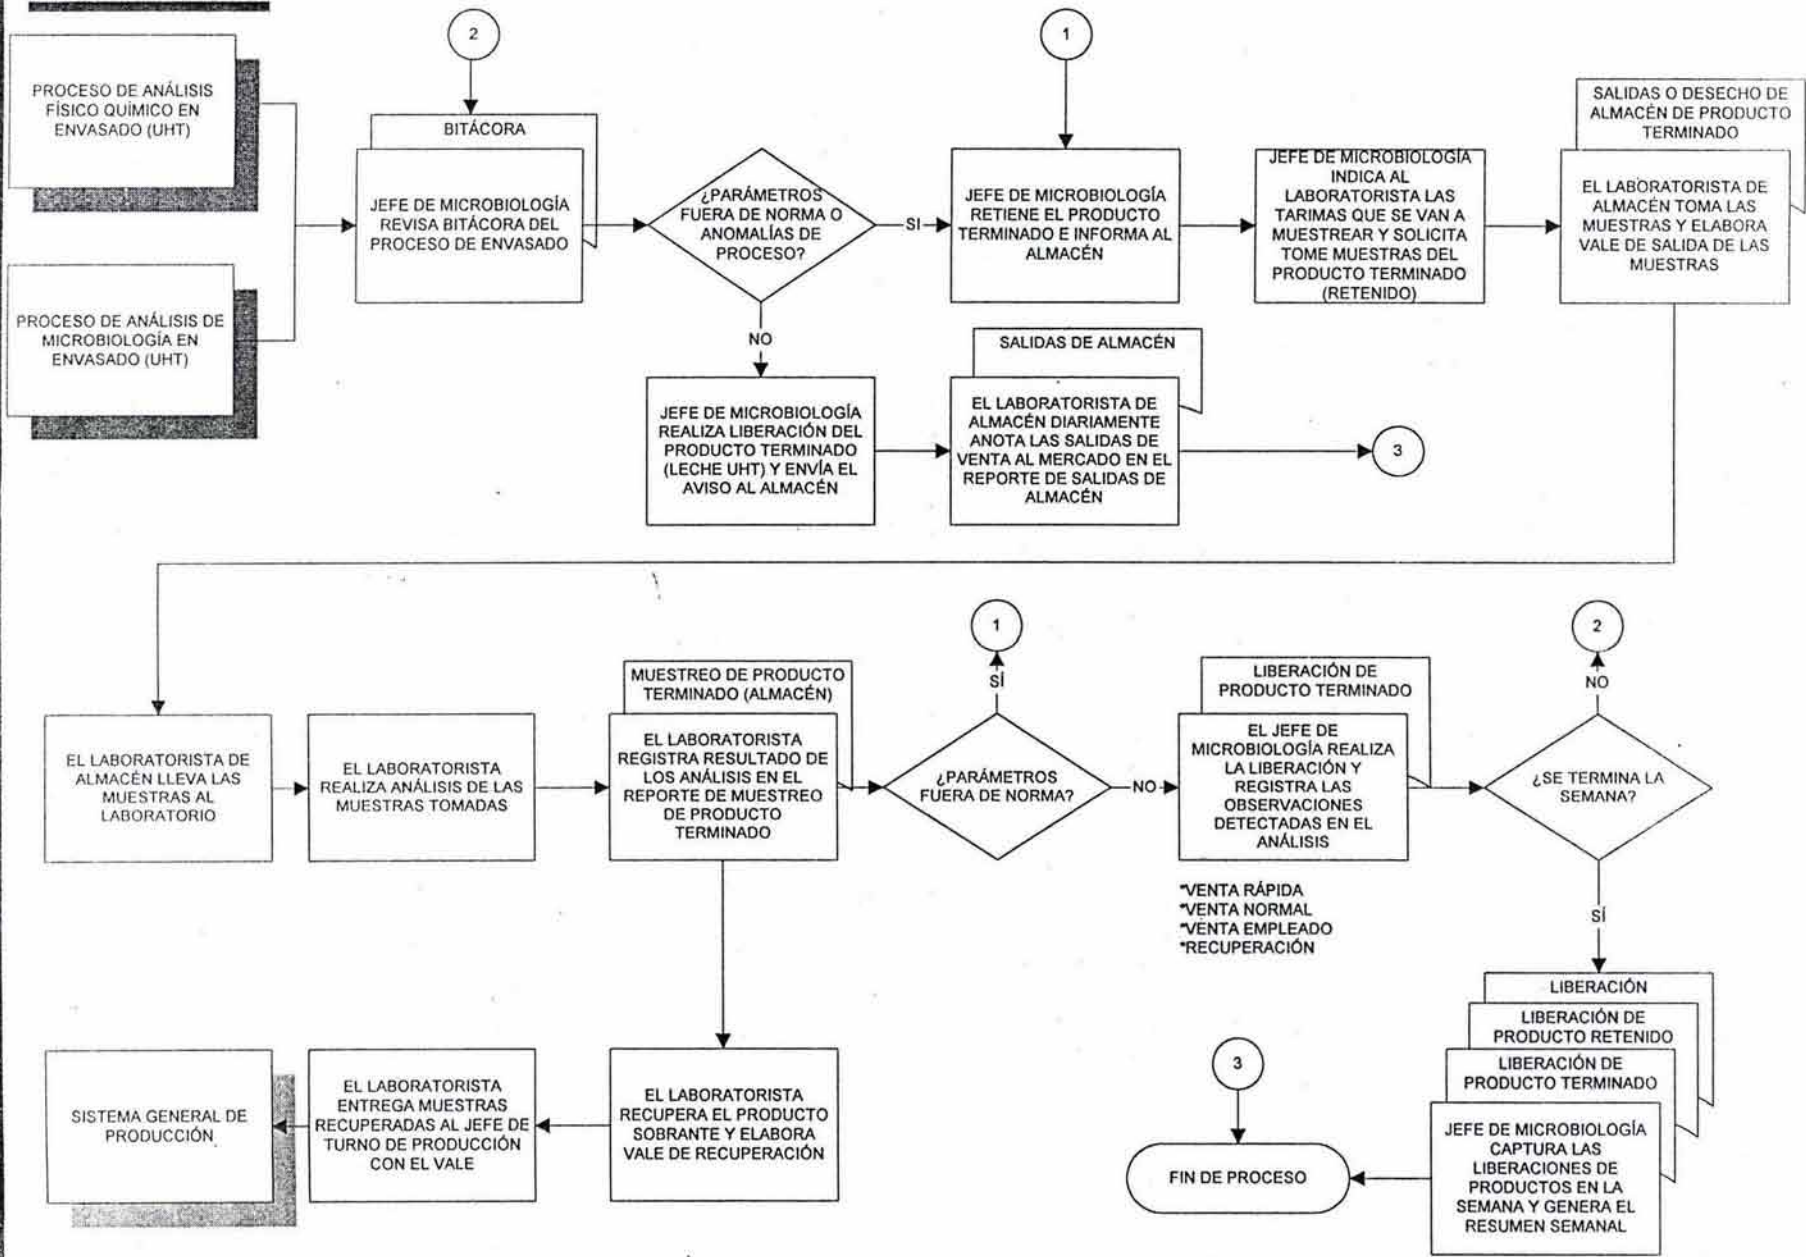 PROCESO DE ANÁLISIS
FÍSICO QUÍMICO EN
ENVASADO (UHT)
PROCESO DE ANÁLISIS DE
MICROBIOLOGÍA EN
ENVASADO (UHT)
2
BITÁCORA
JEFE DE MICROBIOLOGÍA
REVISA BITÁCORA DEL
PROCESO DE ENVASADO
¿PARÁMETROS
FUERA DE NORMA O
ANOMALÍAS DE
PROCESO?
SI
1
JEFE DE MICROBIOLOGÍA
RETIENE EL PRODUCTO
TERMINADO E INFORMA AL
ALMACÉN
JEFE DE MICROBIOLOGÍA
INDICA AL
LABORATORISTA LAS
TARIMAS QUE SE VAN A
MUESTREAR Y SOLICITA
TOME MUESTRAS DEL
PRODUCTO TERMINADO
(RETENIDO)
SALIDAS O DESECHO DE
ALMACÉN DE PRODUCTO
TERMINADO
EL LABORATORISTA DE
ALMACÉN TOMA LAS
MUESTRAS Y ELABORA
VALE DE SALIDA DE LAS
MUESTRAS
NO
JEFE DE MICROBIOLOGÍA
REALIZA LIBERACIÓN DEL
PRODUCTO TERMINADO
(LECHE UHT) Y ENVÍA EL
AVISO AL ALMACÉN
SALIDAS DE ALMACÉN
EL LABORATORISTA DE
ALMACÉN DIARIAMENTE
ANOTA LAS SALIDAS DE
VENTA AL MERCADO EN EL
REPORTE DE SALIDAS DE
ALMACÉN
3
EL LABORATORISTA DE
ALMACÉN LLEVA LAS
MUESTRAS AL
LABORATORIO
EL LABORATORISTA
REALIZA ANÁLISIS DE LAS
MUESTRAS TOMADAS
MUESTREO DE PRODUCTO
TERMINADO (ALMACÉN)
EL LABORATORISTA
REGISTRA RESULTADO DE
LOS ANÁLISIS EN EL
REPORTE DE MUESTREO
DE PRODUCTO
TERMINADO
1
SÍ
¿PARÁMETROS
FUERA DE NORMA?
NO
LIBERACIÓN DE
PRODUCTO TERMINADO
EL JEFE DE
MICROBIOLOGÍA REALIZA
LA LIBERACIÓN Y
REGISTRA LAS
OBSERVACIONES
DETECTADAS EN EL
ANÁLISIS
*VENTA RÁPIDA
*VENTA NORMAL
*VENTA EMPLEADO
*RECUPERACIÓN
2
NO
¿SE TERMINA LA
SEMANA?
SÍ
LIBERACIÓN
LIBERACIÓN DE
PRODUCTO RETENIDO
LIBERACIÓN DE
PRODUCTO TERMINADO
JEFE DE MICROBIOLOGÍA
CAPTURA LAS
LIBERACIONES DE
PRODUCTOS EN LA
SEMANA Y GENERA EL
RESUMEN SEMANAL
3
FIN DE PROCESO
EL LABORATORISTA
RECUPERA EL PRODUCTO
SOBRANTE Y ELABORA
VALE DE RECUPERACIÓN
EL LABORATORISTA
ENTREGA MUESTRAS
RECUPERADAS AL JEFE DE
TURNO DE PRODUCCIÓN
CON EL VALE
SISTEMA GENERAL DE
PRODUCCIÓN